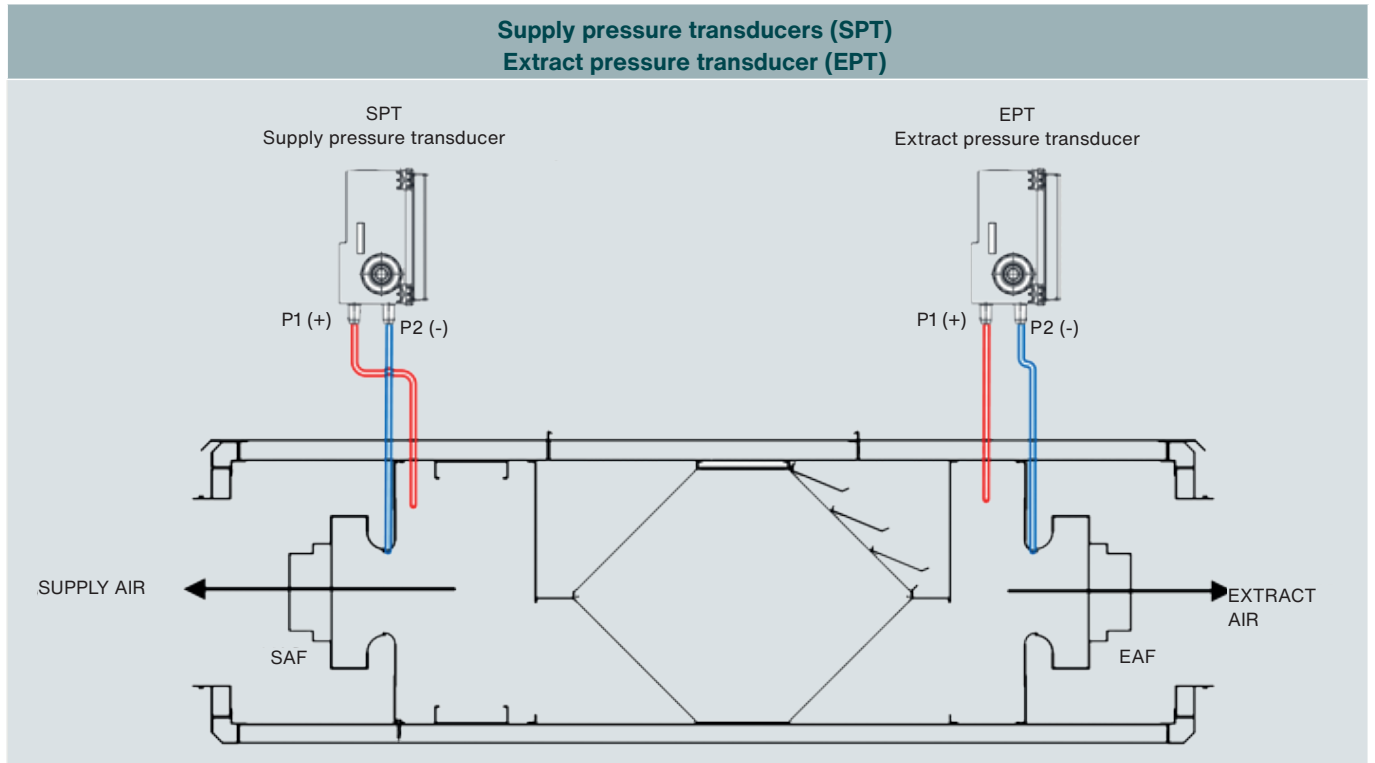 Supply pressure transducers (SPT)
Extract pressure transducer (EPT)
SPT
Supply pressure transducer
EPT
Extract pressure transducer
P1 (+)
P2 (-)
P1 (+)
P2 (-)
SUPPLY AIR
EXTRACT
AIR
SAF
EAF